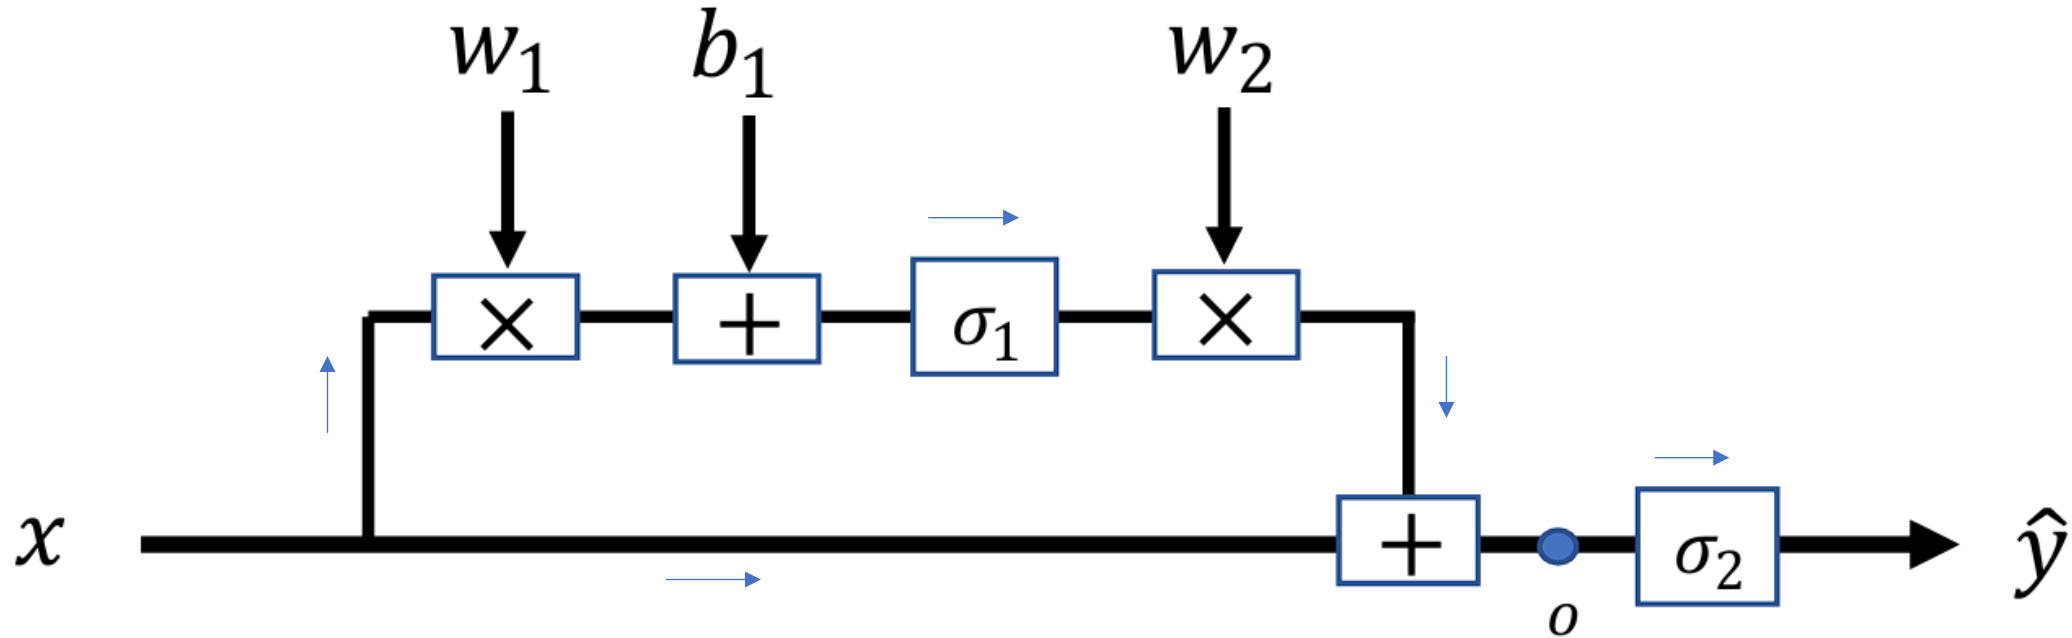 w₁ b₁ w₂
× + σ₁ ×
x + σ₂ ŷ
o